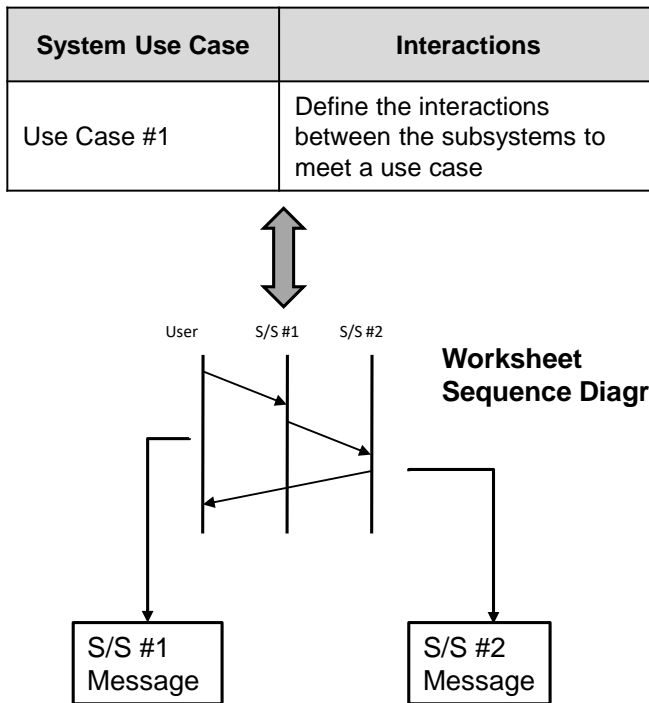 System Use Case
Interactions
Use Case #1
Define the interactions
between the subsystems to
meet a use case
User
S/S #1
S/S #2
Worksheet
Sequence Diagr
S/S #1
Message
S/S #2
Message